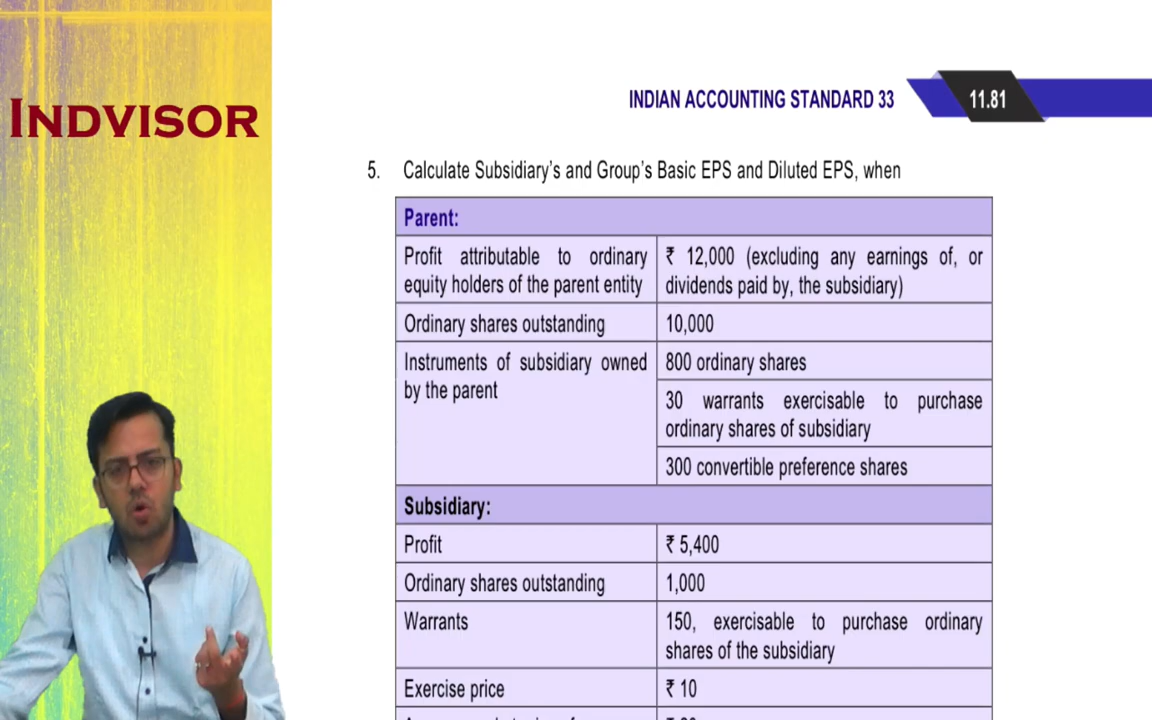 INDVISOR
INDIAN ACCOUNTING STANDARD 33
11.81
5. Calculate Subsidiary's and Group's Basic EPS and Diluted EPS, when
Parent:
Profit attributable to ordinary
equity holders of the parent entity
₹ 12,000 (excluding any earnings of, or
dividends paid by, the subsidiary)
Ordinary shares outstanding
10,000
Instruments of subsidiary owned
by the parent
800 ordinary shares
30 warrants exercisable to purchase
ordinary shares of subsidiary
300 convertible preference shares
Subsidiary:
Profit
₹ 5,400
Ordinary shares outstanding
1,000
Warrants
150, exercisable to purchase ordinary
shares of the subsidiary
Exercise price
₹ 10